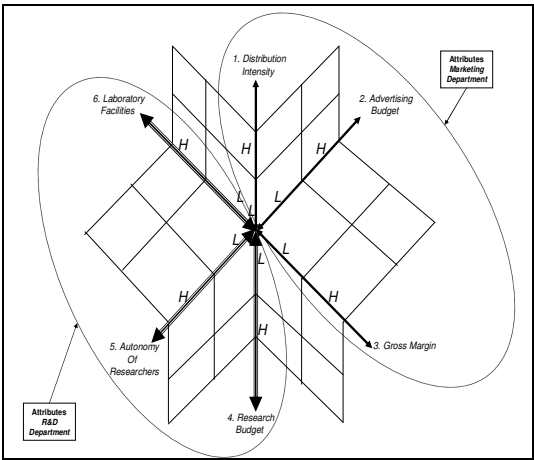 1. Distribution
Intensity
Attributes
Marketing
Department
6. Laboratory
Facilities
2. Advertising
Budget
H
H
H
L
L
L
L
L
L
H
H
H
5. Autonomy
Of
Researchers
3. Gross Margin
4. Research
Budget
Attributes
R&D
Department